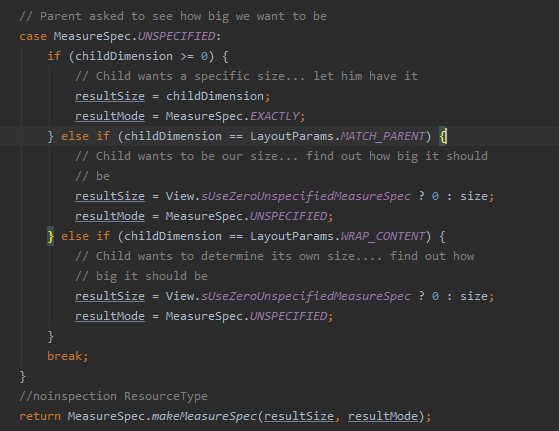 // Parent asked to see how big we want to be
case MeasureSpec.UNSPECIFIED:
if (childDimension >= 0) {
// Child wants a specific size... let him have it
resultSize = childDimension;
resultMode = MeasureSpec.EXACTLY;
} else if (childDimension == LayoutParams.MATCH_PARENT) {
// Child wants to be our size... find out how big it should
// be
resultSize = View.sUseZeroUnspecifiedMeasureSpec ? 0 : size;
resultMode = MeasureSpec.UNSPECIFIED;
} else if (childDimension == LayoutParams.WRAP_CONTENT) {
// Child wants to determine its own size.... find out how
// big it should be
resultSize = View.sUseZeroUnspecifiedMeasureSpec ? 0 : size;
resultMode = MeasureSpec.UNSPECIFIED;
}
break;
}
//noinspection ResourceType
return MeasureSpec.makeMeasureSpec(resultSize, resultMode);